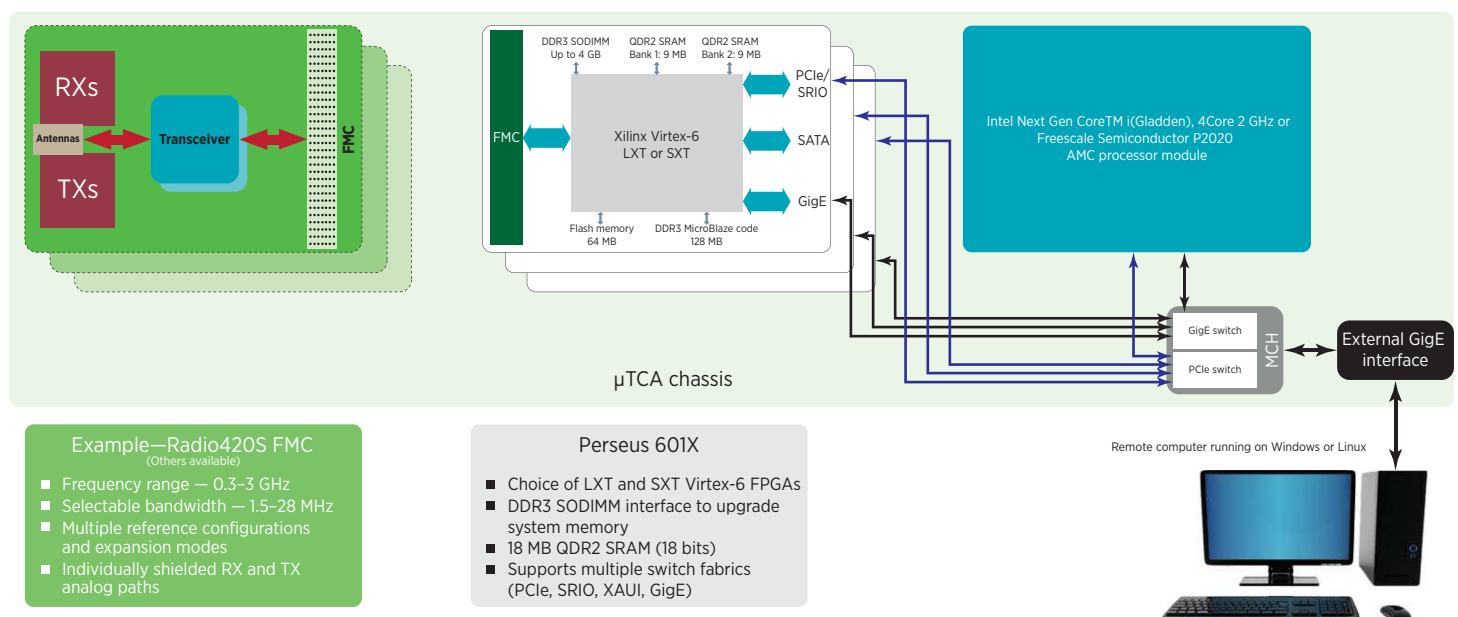 RXs
Antennas
TXs
Transceiver
FMC
FMC
DDR3 SODIMM
Up to 4 GB
QDR2 SRAM
Bank 1: 9 MB
QDR2 SRAM
Bank 2: 9 MB
Xilinx Virtex-6
LXT or SXT
PCIe/
SRIO
SATA
GigE
Flash memory
64 MB
DDR3 MicroBlaze code
128 MB
Intel Next Gen CoreTM i(Gladden), 4Core 2 GHz or
Freescale Semiconductor P2020
AMC processor module
GigE switch
PCIe switch
MCH
External GigE
interface
µTCA chassis
Example—Radio420S FMC
(Others available)
Frequency range — 0.3–3 GHz
Selectable bandwidth — 1.5–28 MHz
Multiple reference configurations
and expansion modes
Individually shielded RX and TX
analog paths
Perseus 601X
Choice of LXT and SXT Virtex-6 FPGAs
DDR3 SODIMM interface to upgrade
system memory
18 MB QDR2 SRAM (18 bits)
Supports multiple switch fabrics
(PCIe, SRIO, XAUI, GigE)
Remote computer running on Windows or Linux